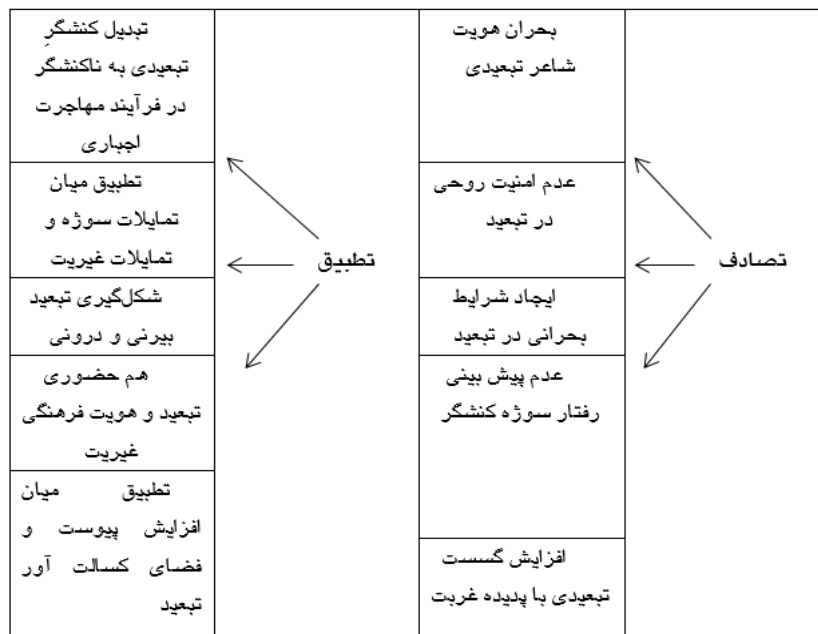 تصادف
بحران هویت
شاعر تبعیدی
عدم امنیت روحی
در تبعید
ایجاد شرایط
بحرانی در تبعید
عدم پیش بینی
رفتار سوژه کنشگر
افزایش گسست
تبعیدی با پدیده غربت
تطبیق
تبدیل کنشگرِ
تبعیدی به ناکنشگر
در فرآیند مهاجرت
اجباری
تطبیق میان
تمایلات سوژه و
تمایلات غیریت
شکل‌گیری تبعید
بیرنی و درونی
هم حضوری
تبعید و هویت فرهنگی
غیریت
تطبیق میان
افزایش پیوست و
فضای کسالت آور
تبعید